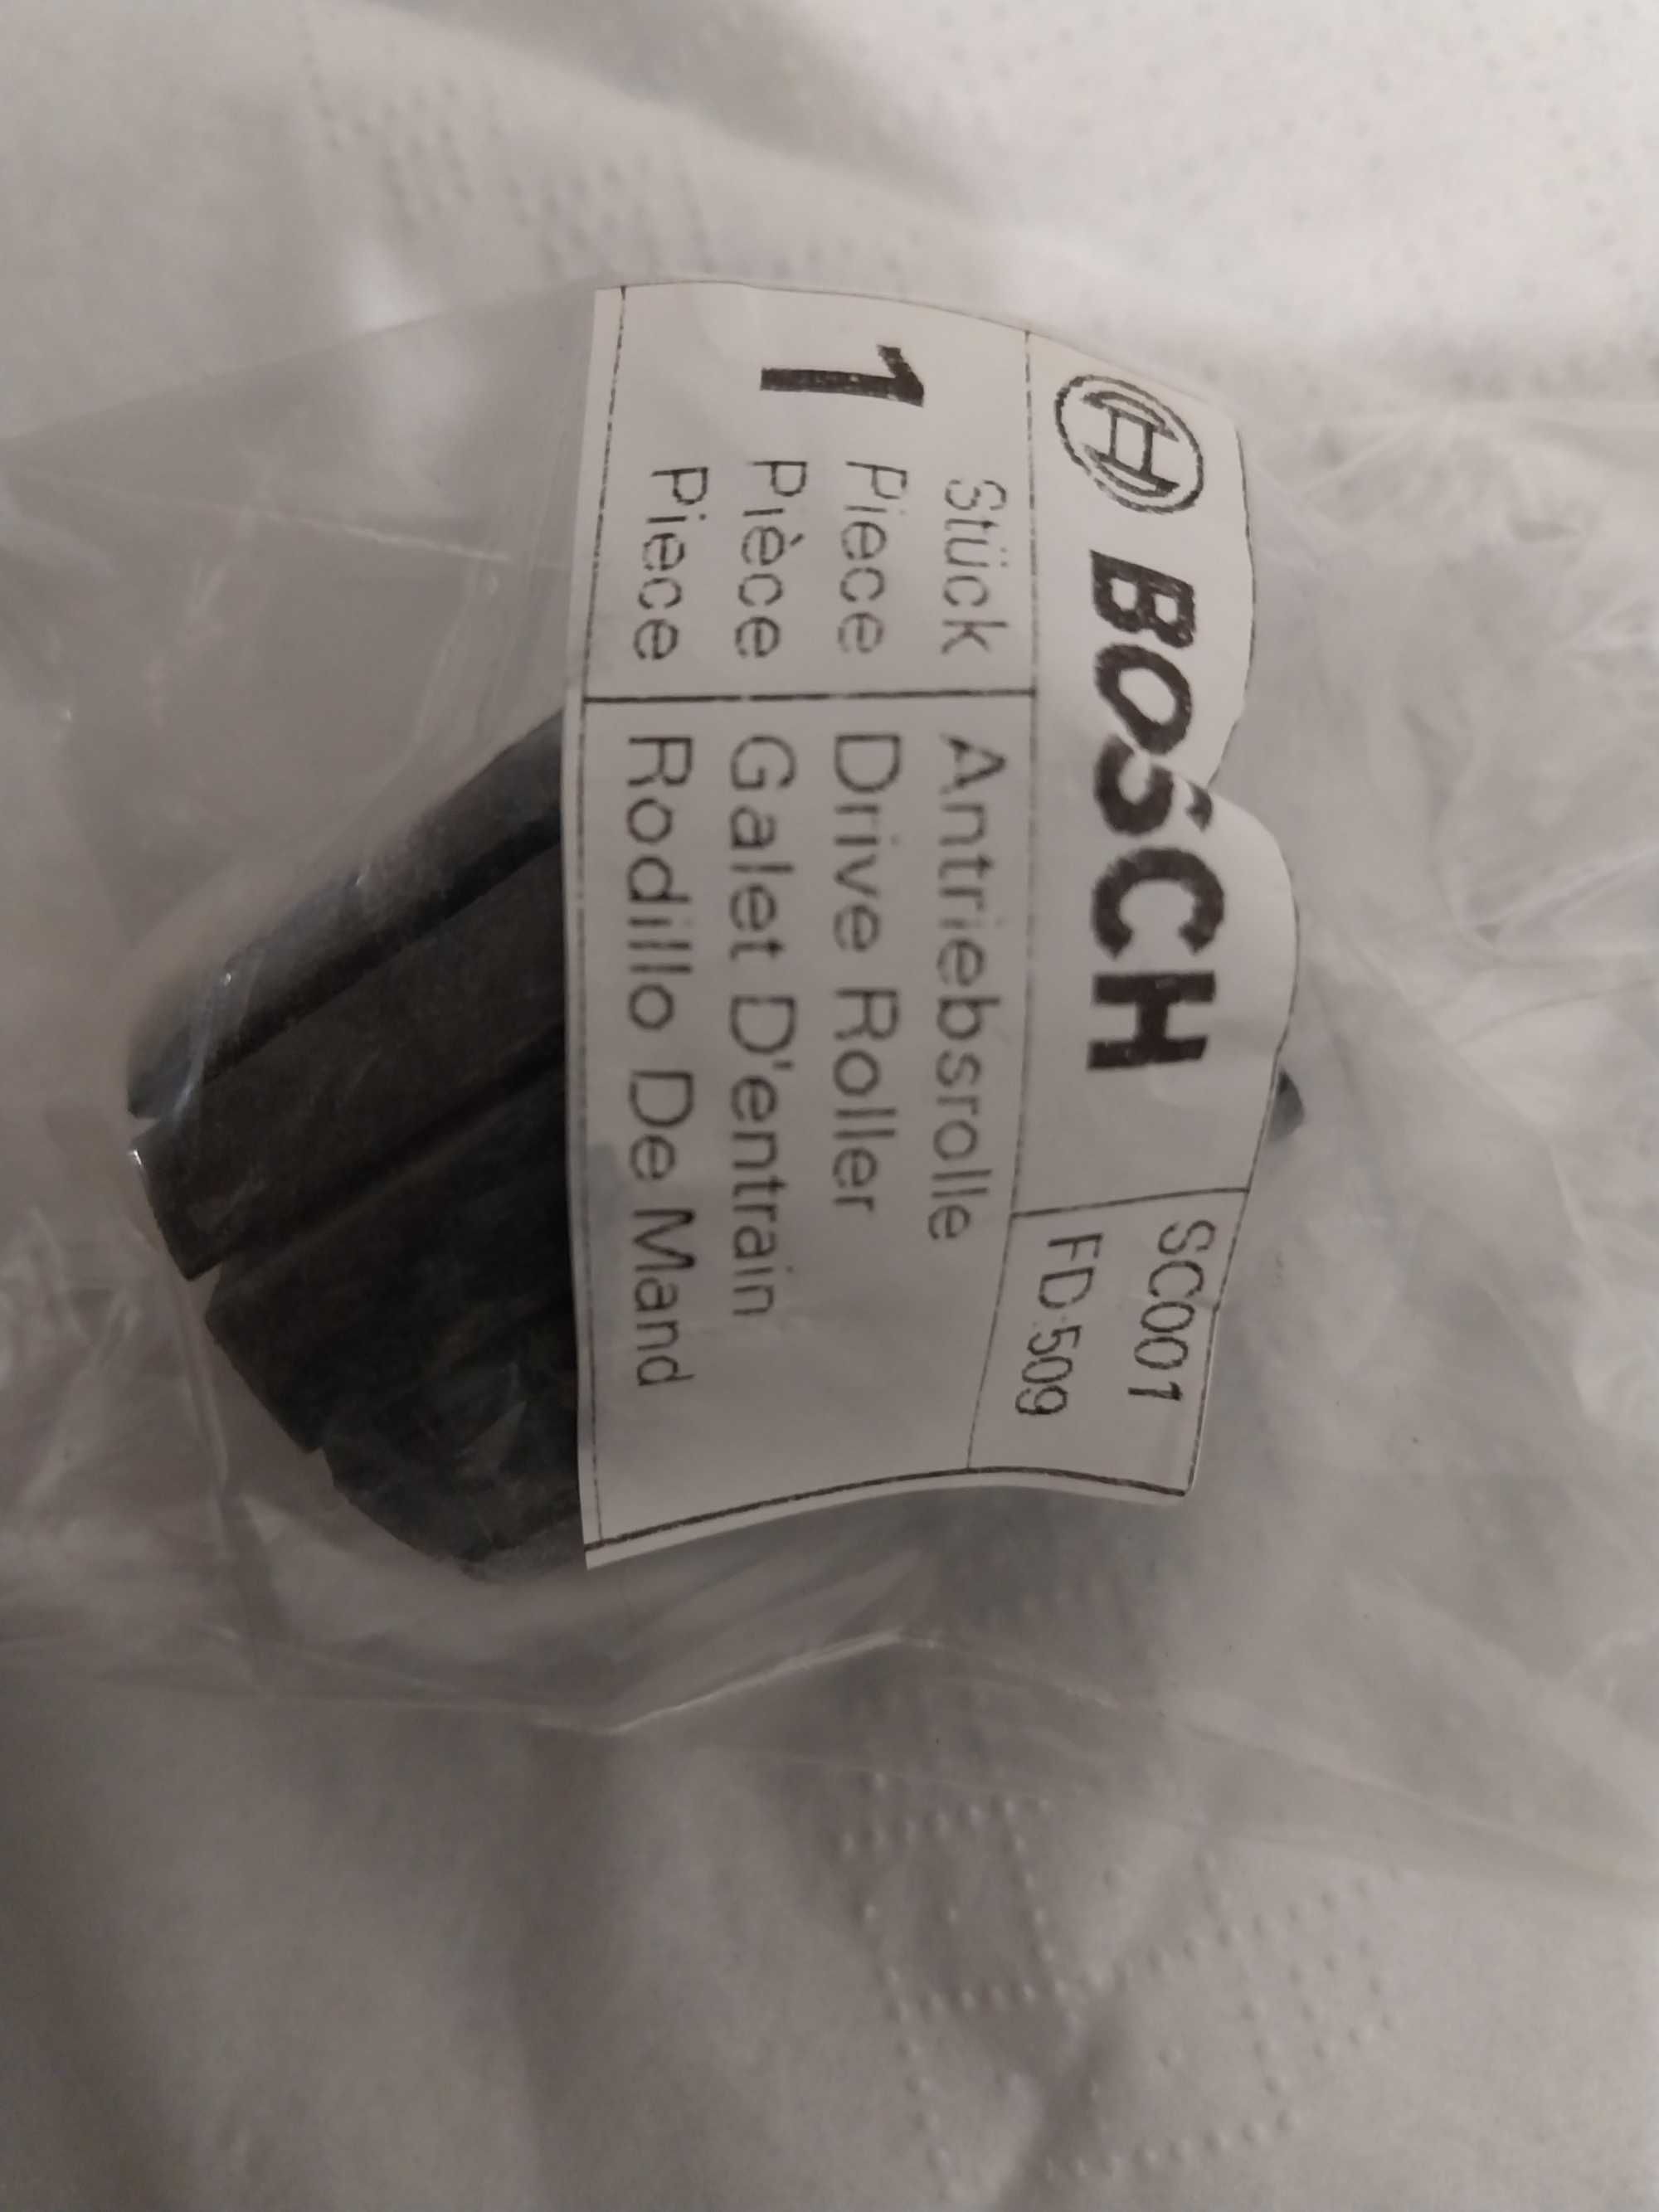 BOSCH
SC001
FD:509
1
Stück
Piece
Pièce
Piece
Antriebsrolle
Drive Roller
Galet D'entrain
Rodillo De Mand